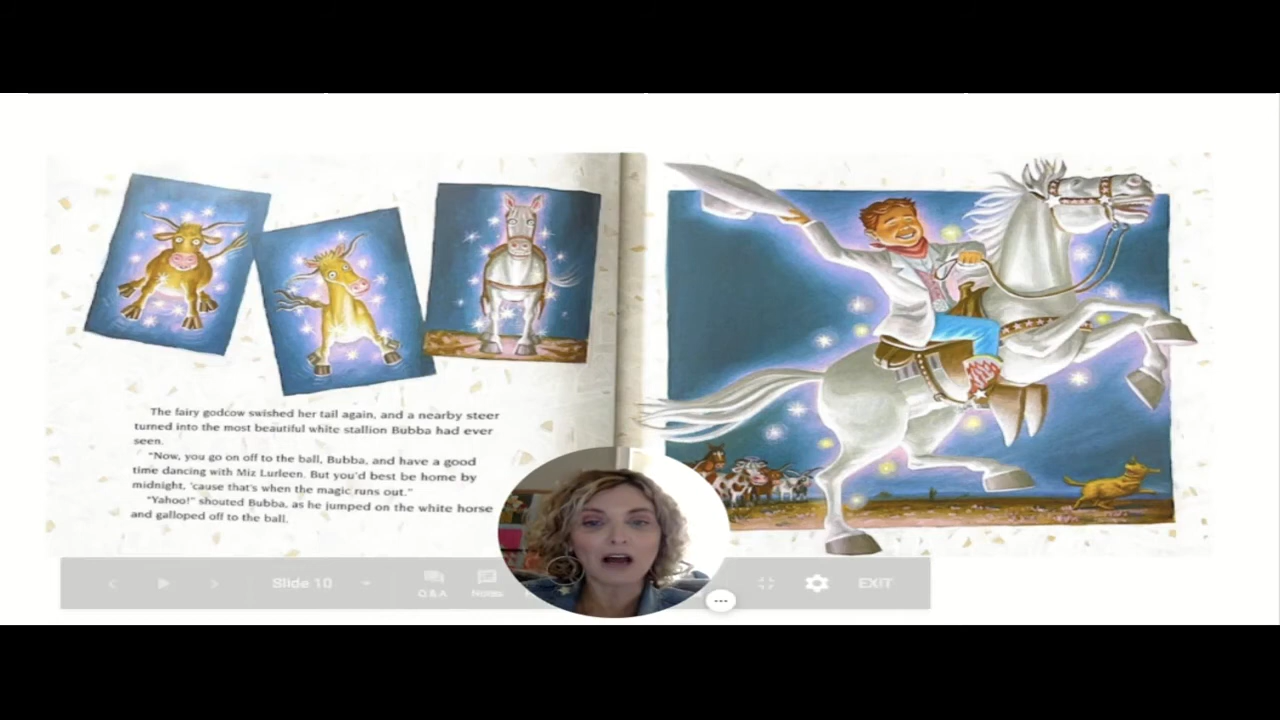 The fairy godcow swished her tail again, and a nearby steer
turned into the most beautiful white stallion Bubba had ever
seen.
"Now, you go on off to the ball, Bubba, and have a good
time dancing with Miz Lurleen. But you'd best be home by
midnight, 'cause that's when the magic runs out."
"Yahoo!" shouted Bubba, as he jumped on the white horse
and galloped off to the ball.
Slide 10
Q&A
Notes
EXIT